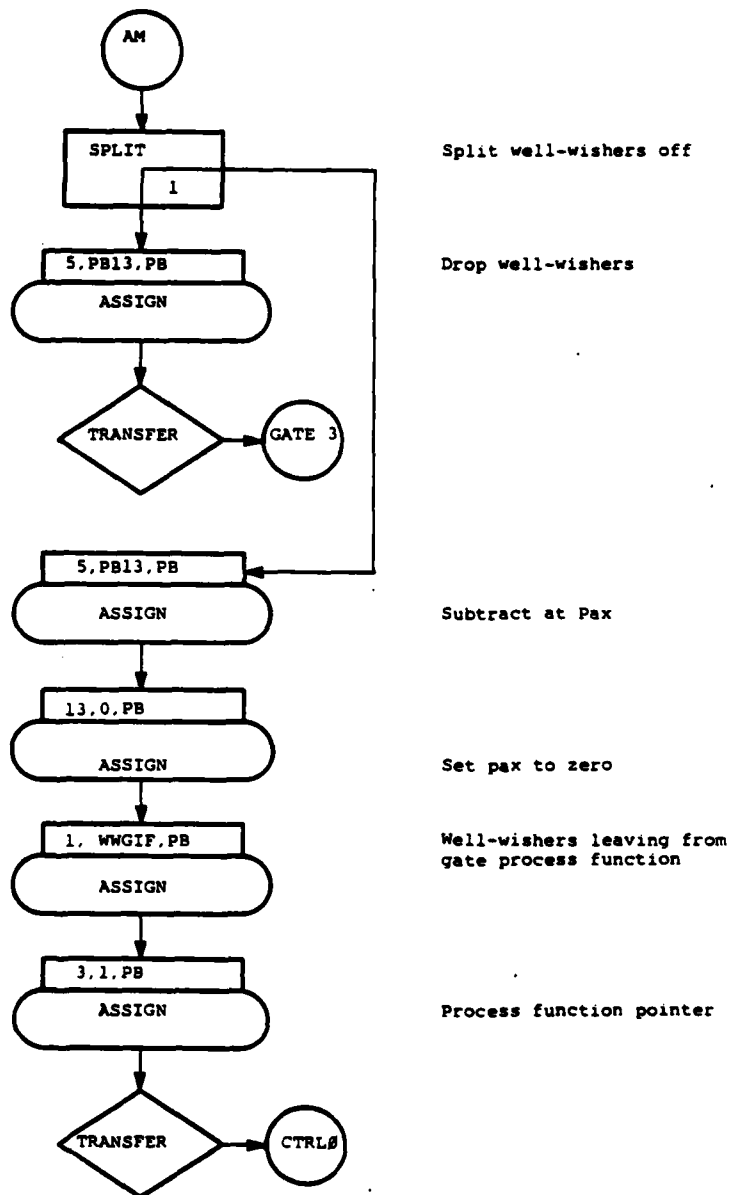 AM
SPLIT
Split well-wishers off
1
5,PB13,PB
Drop well-wishers
ASSIGN
TRANSFER
GATE 3
5,PB13,PB
ASSIGN
Subtract at Pax
13,0,PB
ASSIGN
Set pax to zero
1, WWGIF,PB
Well-wishers leaving from
gate process function
ASSIGN
3,1,PB
ASSIGN
Process function pointer
TRANSFER
CTRLØ